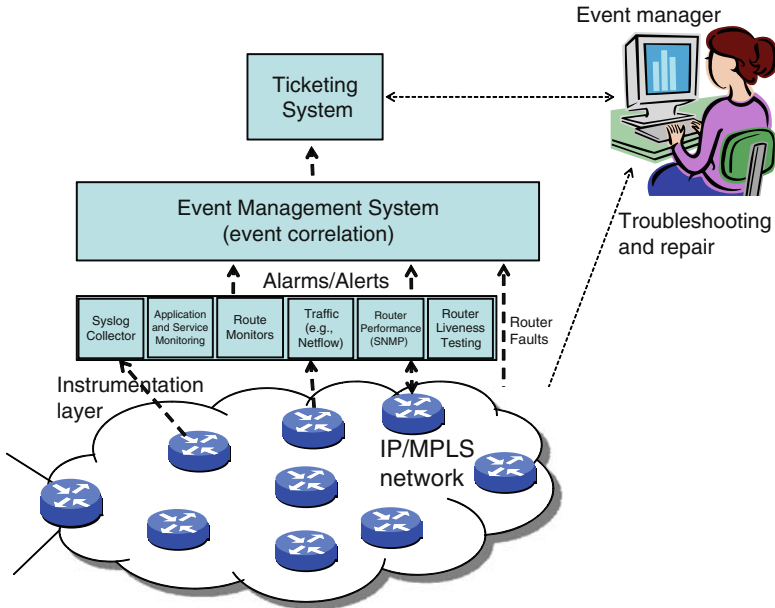 Event manager
Ticketing
System
Event Management System
(event correlation)
Troubleshooting
and repair
Alarms/Alerts
Syslog
Collector
Application
and Service
Monitoring
Route
Monitors
Traffic
(e.g.,
Netflow)
Router
Performance
(SNMP)
Router
Liveness
Testing
Router
Faults
Instrumentation
layer
IP/MPLS
network